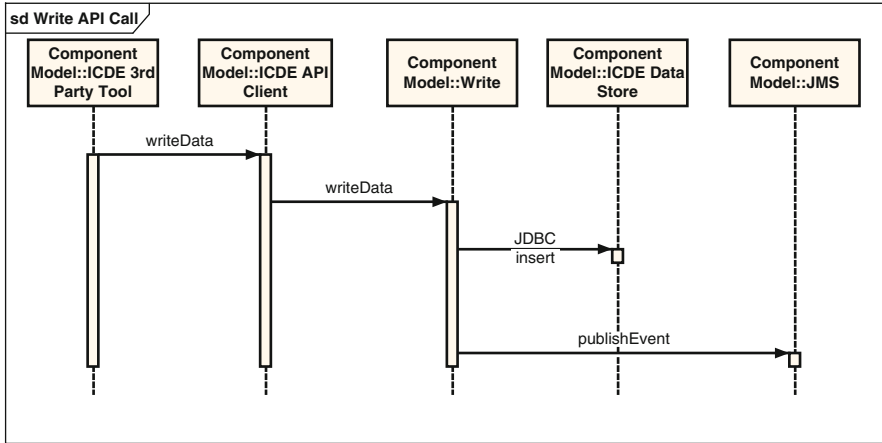 sd Write API Call
Component
Model::ICDE 3rd
Party Tool
Component
Model::ICDE API
Client
Component
Model::Write
Component
Model::ICDE Data
Store
Component
Model::JMS
writeData
writeData
JDBC
insert
publishEvent